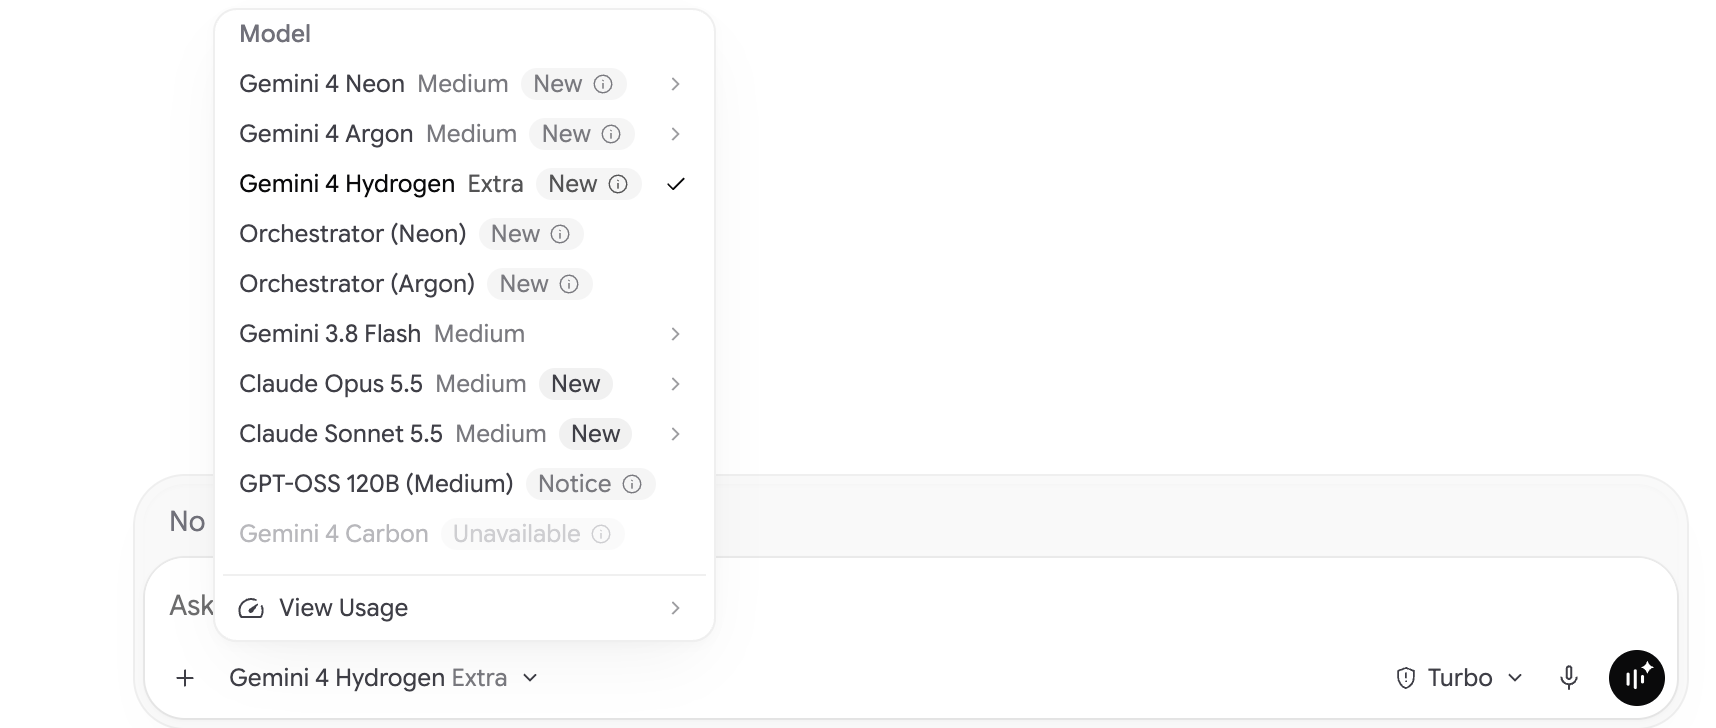 Model
Gemini 4 Neon Medium New
Gemini 4 Argon Medium New
Gemini 4 Hydrogen Extra New
Orchestrator (Neon) New
Orchestrator (Argon) New
Gemini 3.8 Flash Medium
Claude Opus 5.5 Medium New
Claude Sonnet 5.5 Medium New
GPT-OSS 120B (Medium) Notice
No
Gemini 4 Carbon Unavailable
Ask
View Usage
Gemini 4 Hydrogen Extra
Turbo